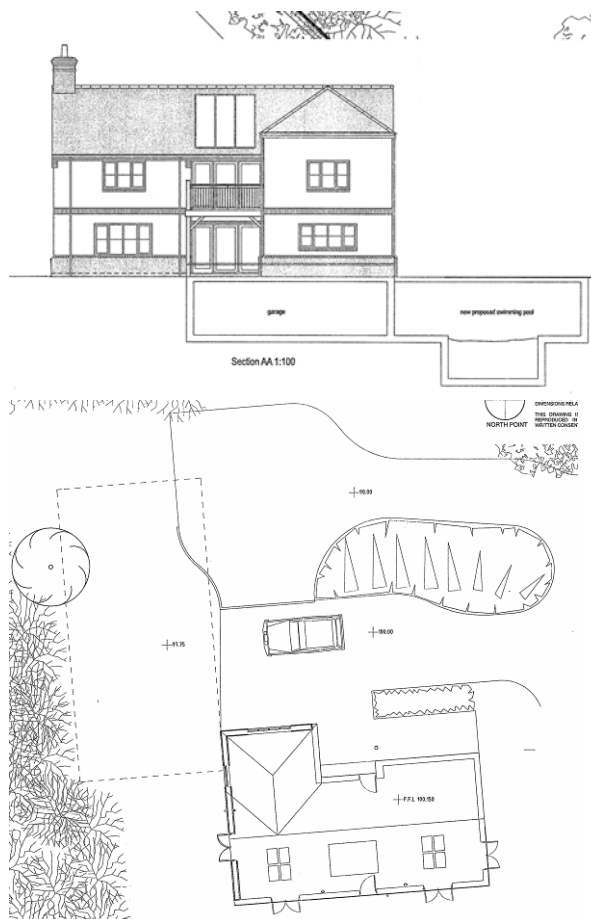 garage
new proposed swimming pool
Section AA 1:100
DIMENSIONS RELA
THIS DRAWING I
REPRODUCED IN
WRITTEN CONSEN
NORTH POINT
100.00
F.F.L 100.150